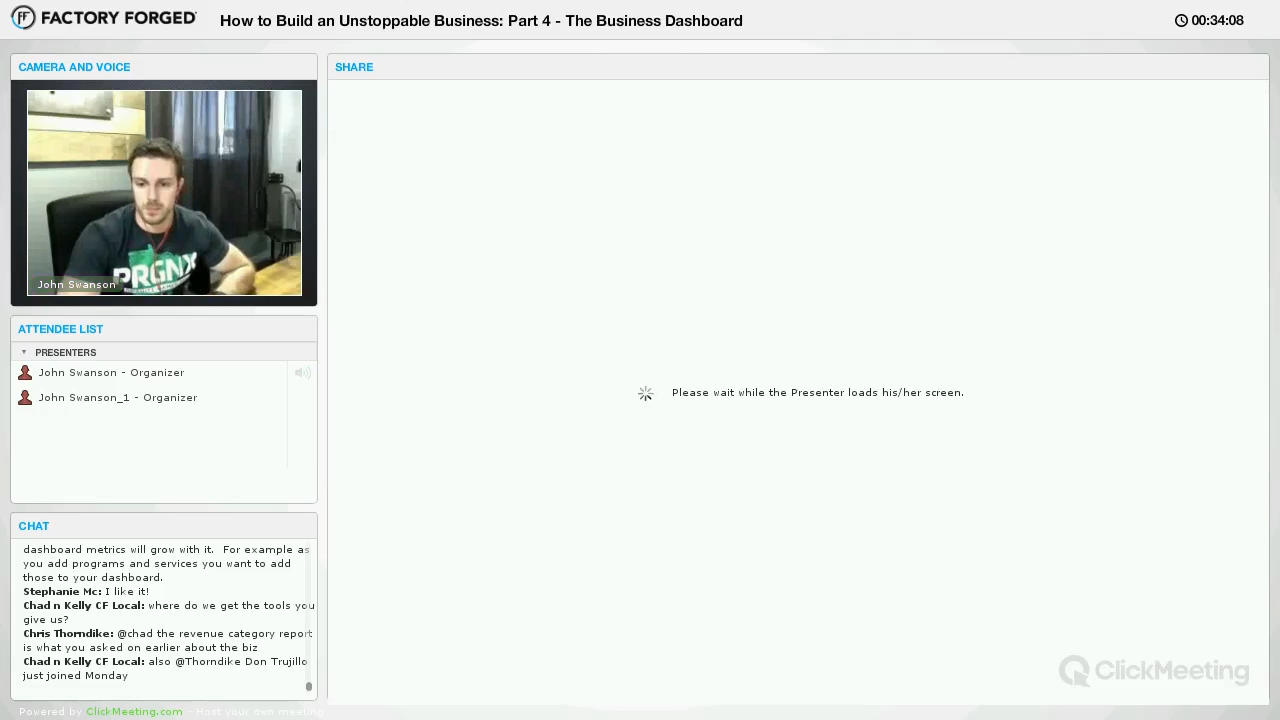 FF FACTORY FORGED
How to Build an Unstoppable Business: Part 4 - The Business Dashboard
00:34:08
CAMERA AND VOICE
PRGNX
John Swanson
ATTENDEE LIST
PRESENTERS
John Swanson - Organizer
John Swanson_1 - Organizer
CHAT
dashboard metrics will grow with it. For example as
you add programs and services you want to add
those to your dashboard.
Stephanie Mc: I like it!
Chad n Kelly CF Local: where do we get the tools you
give us?
Chris Thorndike: @chad the revenue category report
is what you asked on earlier about the biz
Chad n Kelly CF Local: also @Thorndike Don Trujillo
just joined Monday
Powered by ClickMeeting.com - Host your own meeting
SHARE
Please wait while the Presenter loads his/her screen.
ClickMeeting